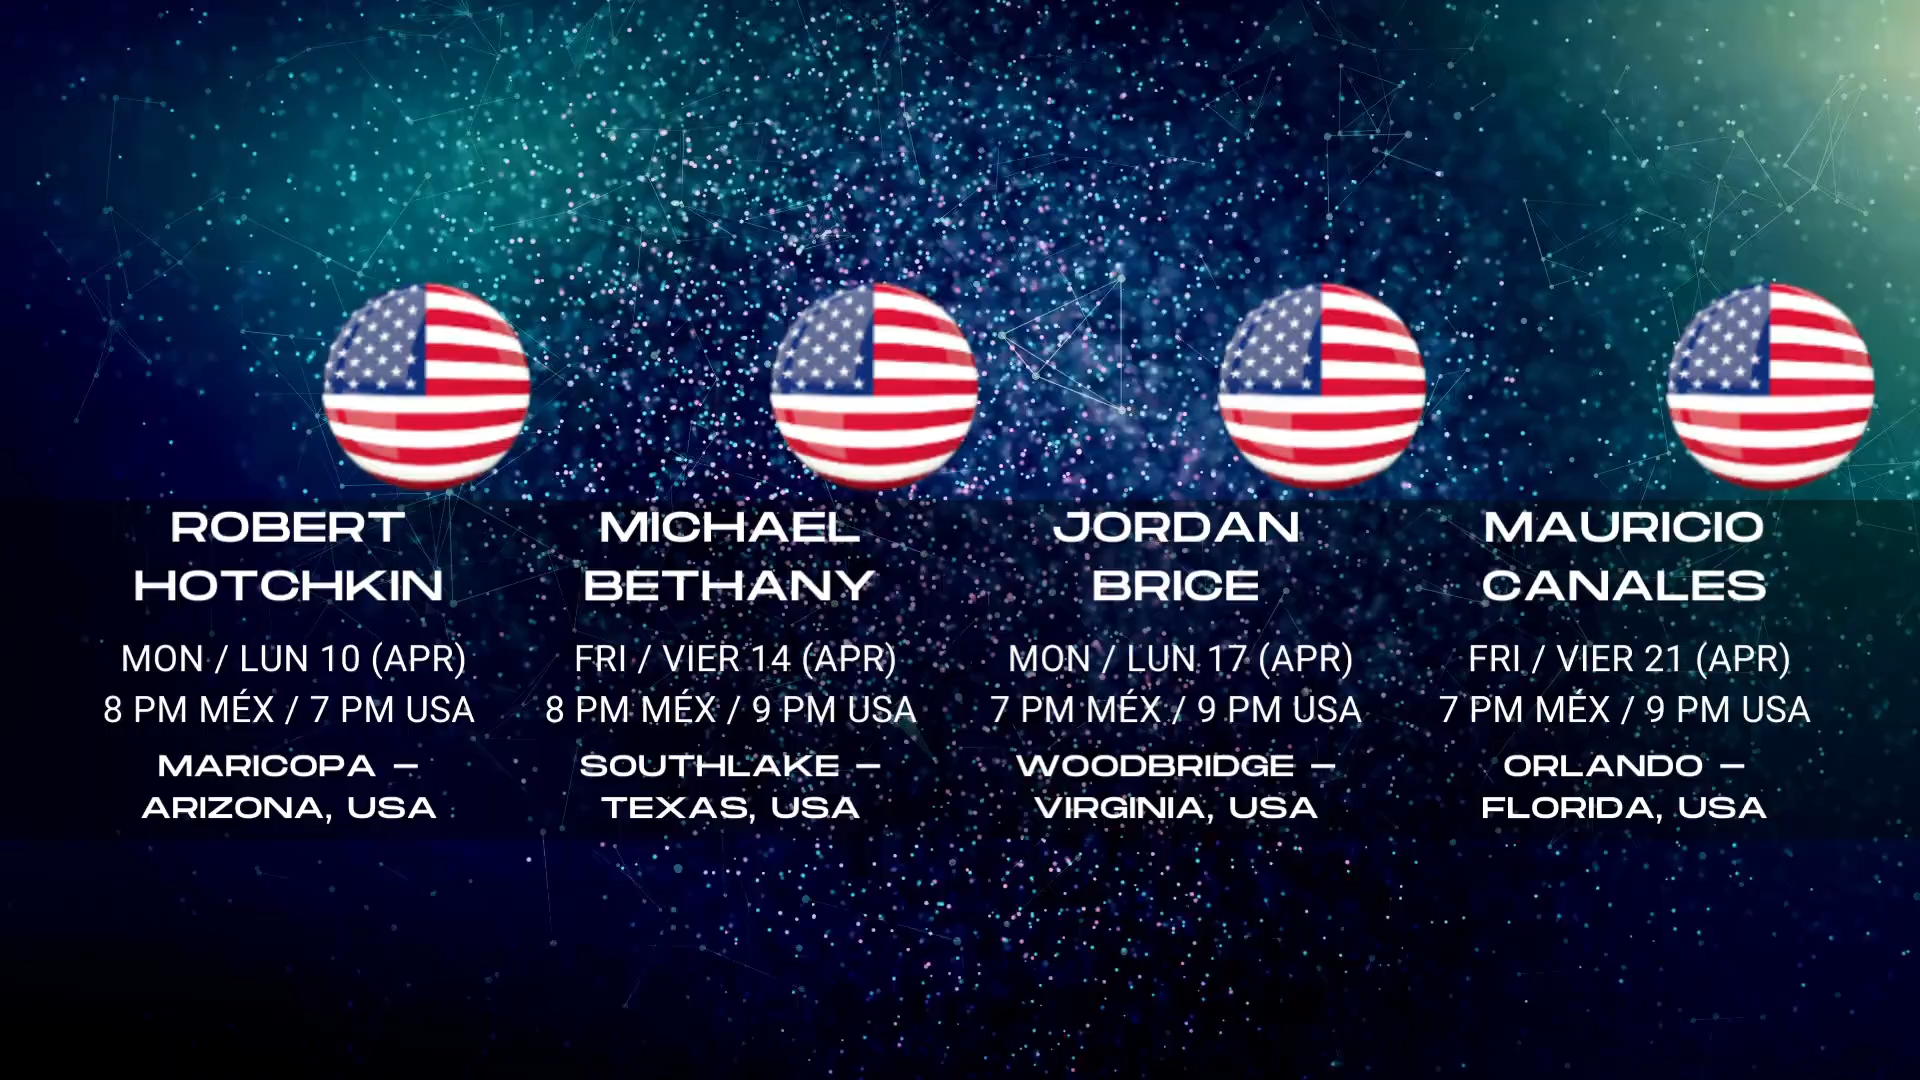 ROBERT
HOTCHKIN
MON / LUN 10 (APR)
8 PM MÉX / 7 PM USA
MARICOPA –
ARIZONA, USA
MICHAEL
BETHANY
FRI / VIER 14 (APR)
8 PM MÉX / 9 PM USA
SOUTHLAKE –
TEXAS, USA
JORDAN
BRICE
MON / LUN 17 (APR)
7 PM MÉX / 9 PM USA
WOODBRIDGE –
VIRGINIA, USA
MAURICIO
CANALES
FRI / VIER 21 (APR)
7 PM MÉX / 9 PM USA
ORLANDO –
FLORIDA, USA